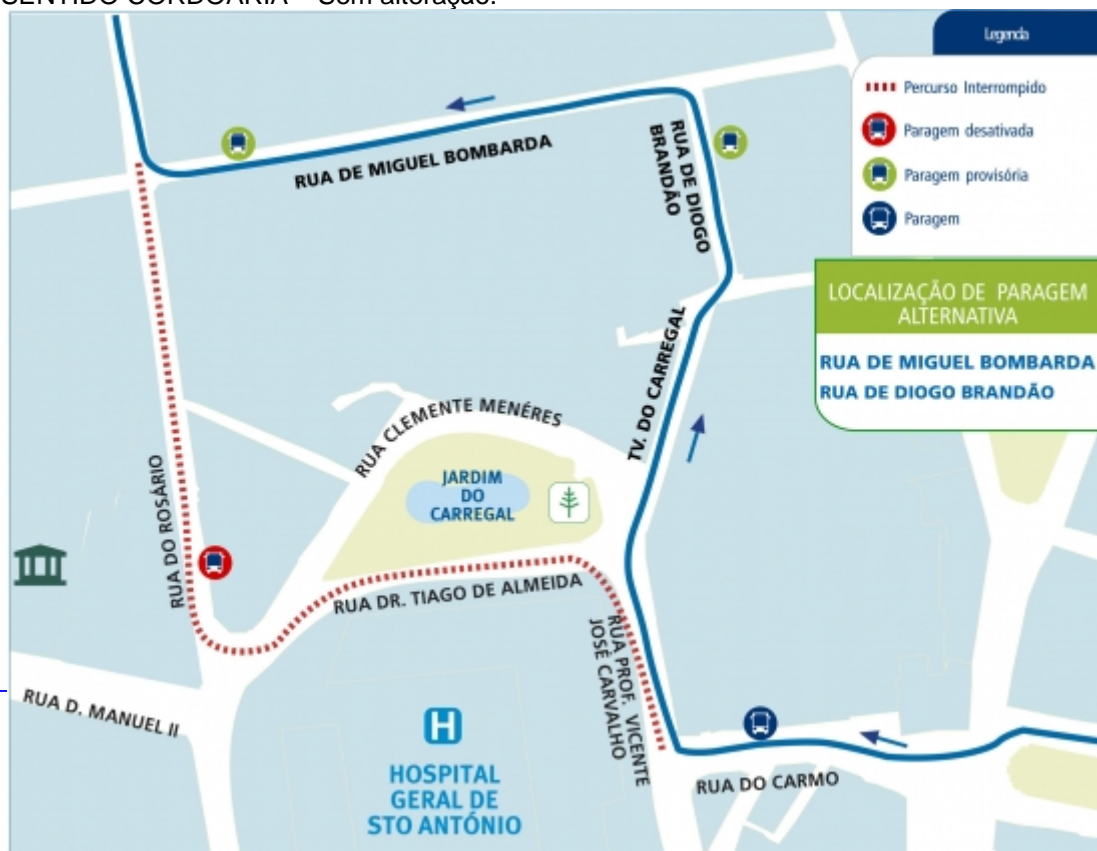 SENTIDO CORDOARIA – Sem alteração.
Legenda
Percurso Interrompido
Paragem desativada
Paragem provisória
Paragem
LOCALIZAÇÃO DE PARAGEM
ALTERNATIVA
RUA DE MIGUEL BOMBARDA
RUA DE DIOGO BRANDÃO
RUA DE MIGUEL BOMBARDA
RUA DE DIOGO
BRANDÃO
TV. DO CARREGAL
RUA CLEMENTE MENÉRES
JARDIM
DO
CARREGAL
RUA DO ROSÁRIO
RUA DR. TIAGO DE ALMEIDA
RUA PROF. VICENTE
JOSÈ CARVALHO
RUA D. MANUEL II
H
HOSPITAL
GERAL DE
STO ANTÓNIO
RUA DO CARMO